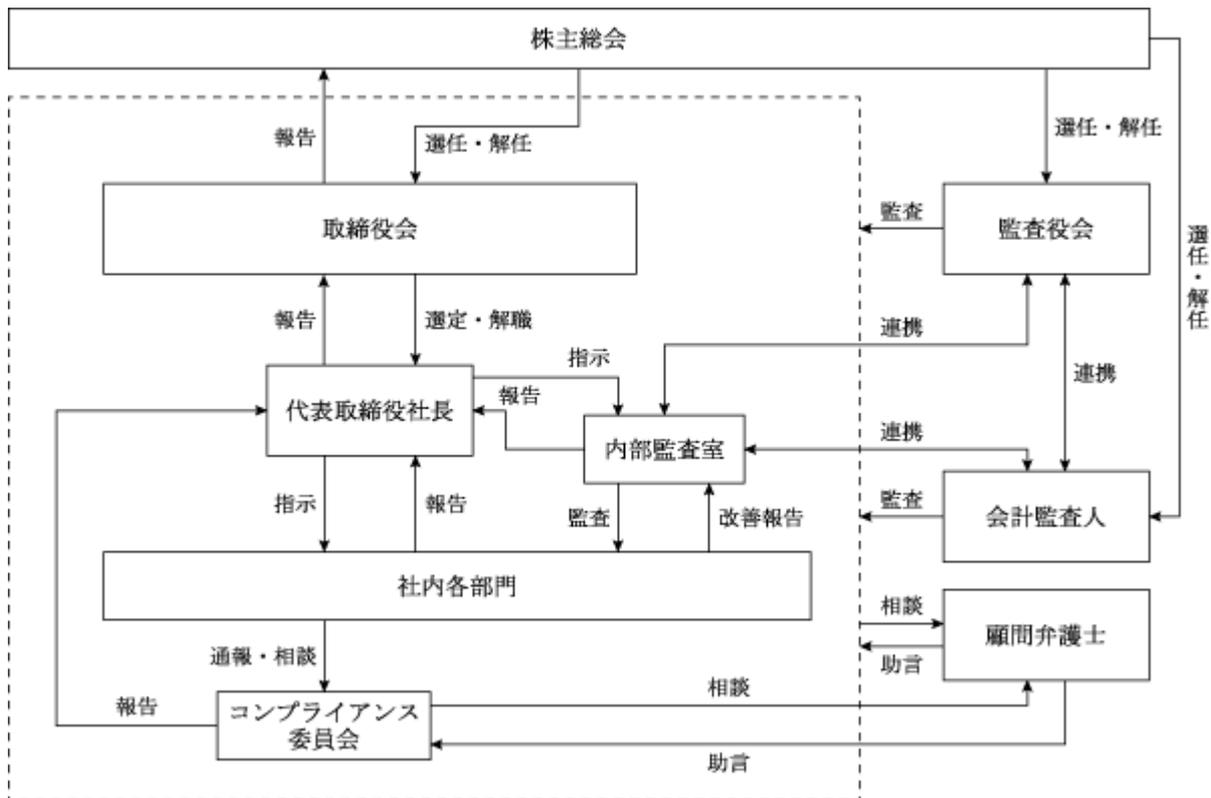 株主総会
報告
選任・解任
選任・解任
選任・解任
取締役会
監査
監査役会
報告
選定・解職
連携
連携
指示
代表取締役社長
報告
内部監査室
連携
指示
報告
監査
改善報告
監査
会計監査人
社内各部門
相談
助言
顧問弁護士
通報・相談
報告
コンプライアンス
委員会
相談
助言